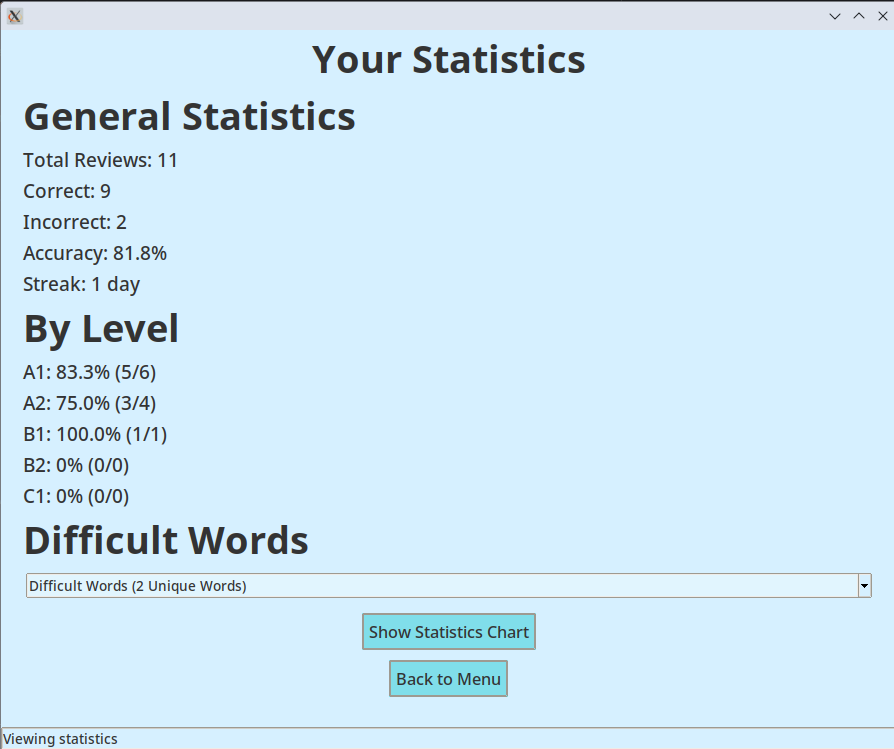 Your Statistics
General Statistics
Total Reviews: 11
Correct: 9
Incorrect: 2
Accuracy: 81.8%
Streak: 1 day
By Level
A1: 83.3% (5/6)
A2: 75.0% (3/4)
B1: 100.0% (1/1)
B2: 0% (0/0)
C1: 0% (0/0)
Difficult Words
Difficult Words (2 Unique Words)
Show Statistics Chart
Back to Menu
Viewing statistics